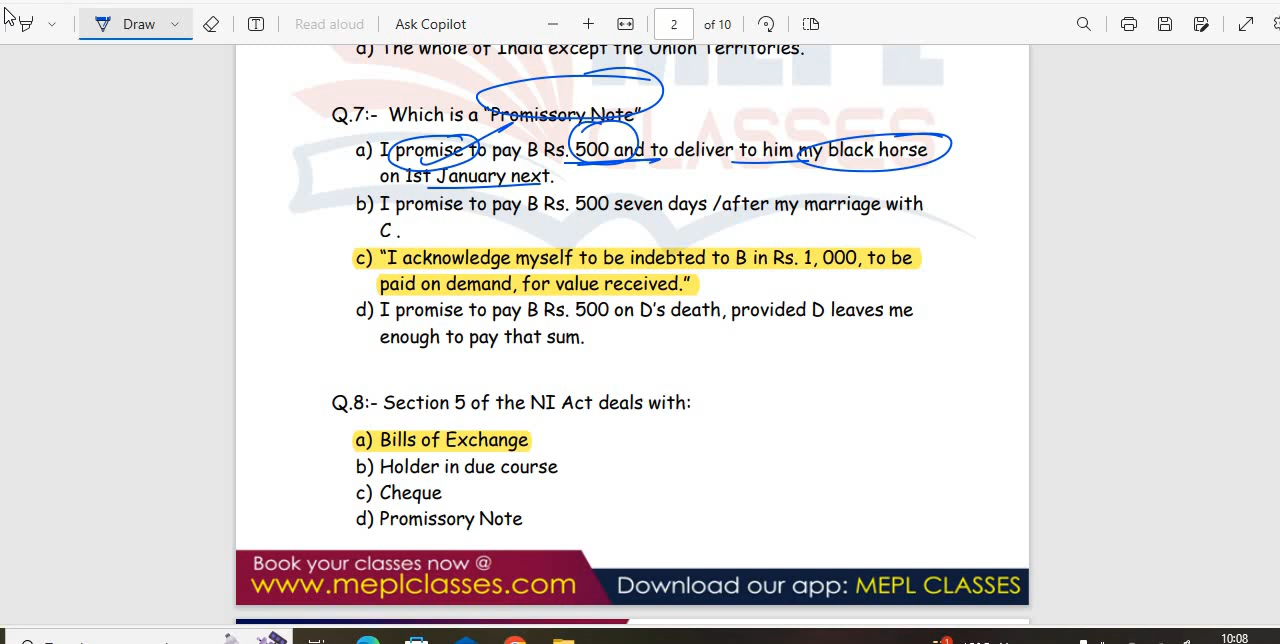 Draw
Read aloud
Ask Copilot
2
of 10
d) The whole of India except the Union Territories.
MEPL
CLASSES
Q.7:- Which is a “Promissory Note”
a) I promise to pay B Rs. 500 and to deliver to him my black horse
on 1st January next.
b) I promise to pay B Rs. 500 seven days /after my marriage with
C .
c) “I acknowledge myself to be indebted to B in Rs. 1, 000, to be
paid on demand, for value received.”
d) I promise to pay B Rs. 500 on D’s death, provided D leaves me
enough to pay that sum.
Q.8:- Section 5 of the NI Act deals with:
a) Bills of Exchange
b) Holder in due course
c) Cheque
d) Promissory Note
Book your classes now @
www.meplclasses.com
Download our app: MEPL CLASSES
10:08